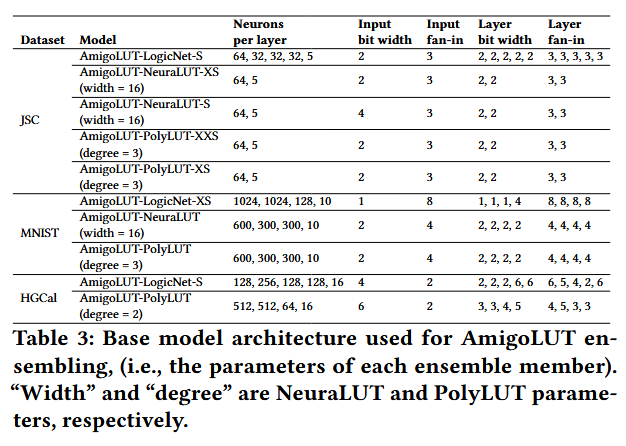 Dataset Model Neurons per layer Input bit width Input fan-in Layer bit width Layer fan-in
JSC
AmigoLUT-LogicNet-S 64, 32, 32, 32, 5 2 3 2, 2, 2, 2, 2 3, 3, 3, 3, 3
AmigoLUT-NeuraLUT-XS (width = 16) 64, 5 2 3 2, 2 3, 3
AmigoLUT-NeuraLUT-S (width = 16) 64, 5 4 3 2, 2 3, 3
AmigoLUT-PolyLUT-XXS (degree = 3) 64, 5 2 3 2, 2 3, 3
AmigoLUT-PolyLUT-XS (degree = 3) 64, 5 2 3 2, 2 3, 3
MNIST
AmigoLUT-LogicNet-XS 1024, 1024, 128, 10 1 8 1, 1, 1, 4 8, 8, 8, 8
AmigoLUT-NeuraLUT (width = 16) 600, 300, 300, 10 2 4 2, 2, 2, 2 4, 4, 4, 4
AmigoLUT-PolyLUT (degree = 3) 600, 300, 300, 10 2 4 2, 2, 2, 2 4, 4, 4, 4
HGCal
AmigoLUT-LogicNet-S 128, 256, 128, 128, 16 4 2 2, 2, 2, 6, 6 6, 5, 4, 2, 6
AmigoLUT-PolyLUT (degree = 2) 512, 512, 64, 16 6 2 3, 3, 4, 5 4, 5, 3, 3
Table 3: Base model architecture used for AmigoLUT en-
sembling, (i.e., the parameters of each ensemble member).
“Width” and “degree” are NeuraLUT and PolyLUT parame-
ters, respectively.